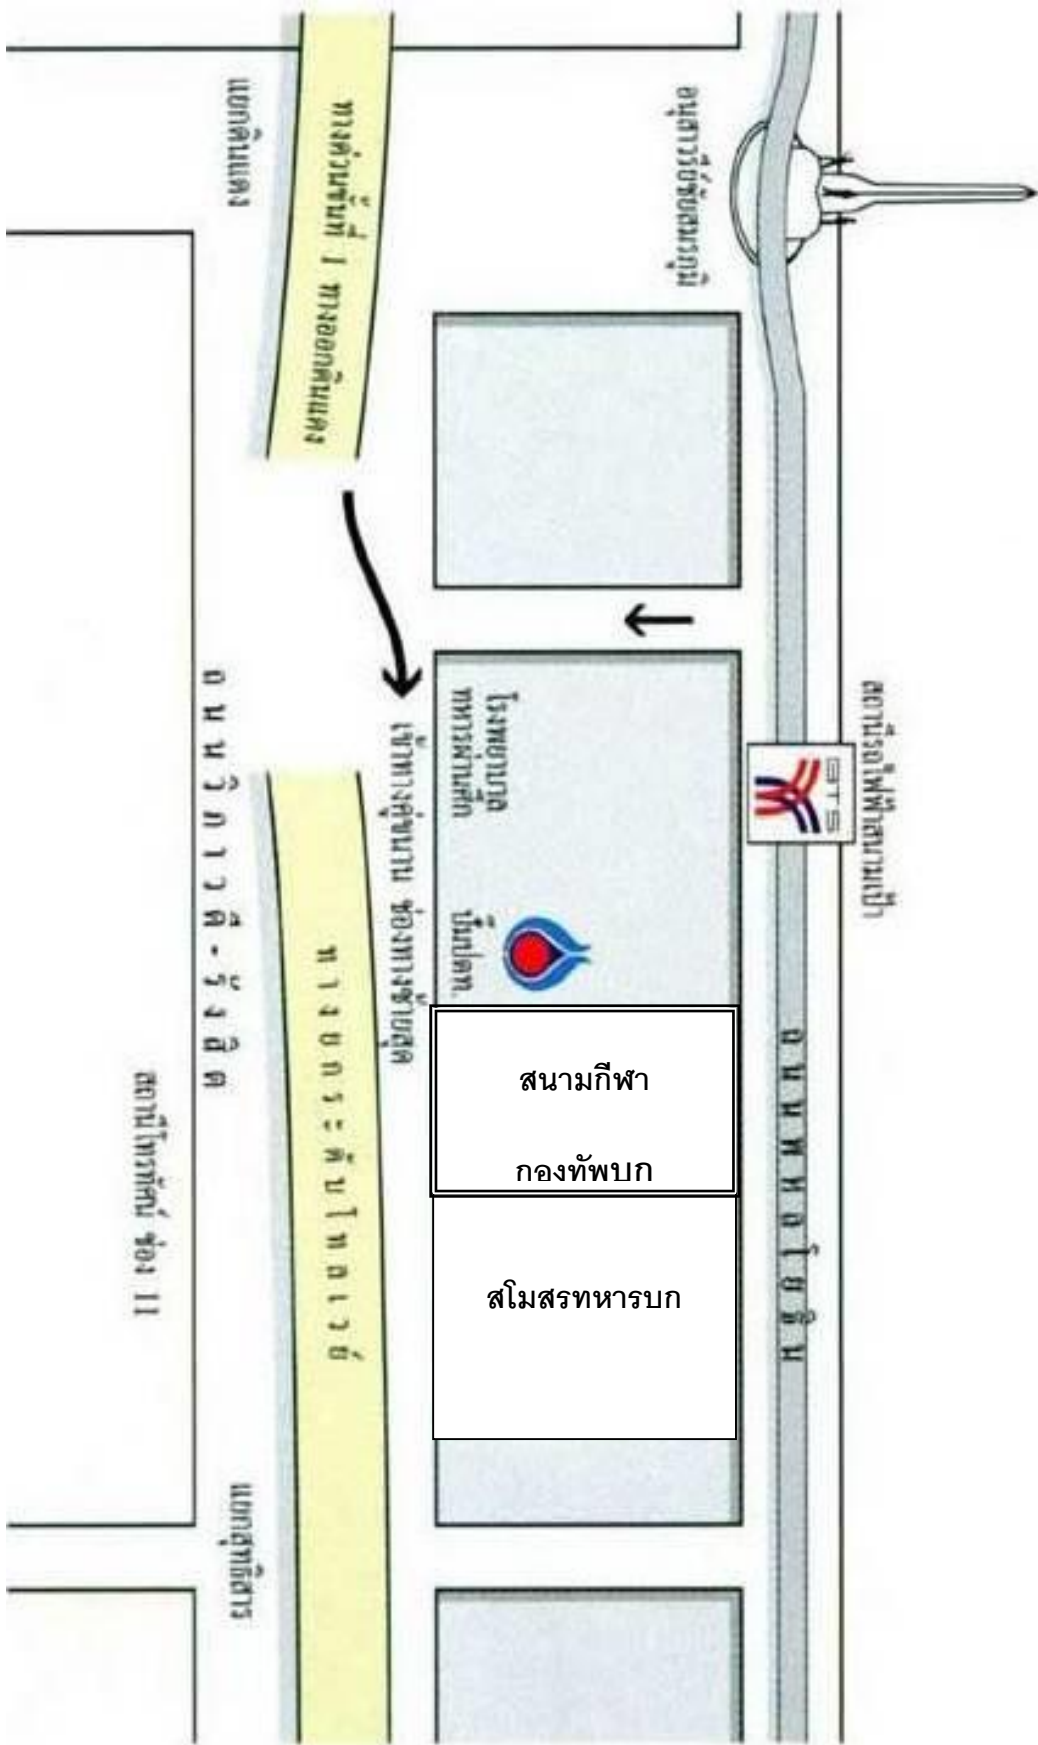 อนุสาวรีย์ชัยสมรภูมิ
แยกดินแดง
ทางด่วนขั้นที่ 1 ทางออกดินแดง
สถานีรถไฟฟ้าสนามเป้า
BTS
โรงพยาบาล
ทหารผ่านศึก
ปั๊มปตท.
เข้าทางคู่ขนาน ช่องทางซ้ายสุด
ถนนวิภาวดี-รังสิต
ถนนพหลโยธิน
สนามกีฬา
กองทัพบก
สโมสรทหารบก
ทางยกระดับโทลเวย์
สถานีโทรทัศน์ ช่อง 11
แยกสุทธิสาร